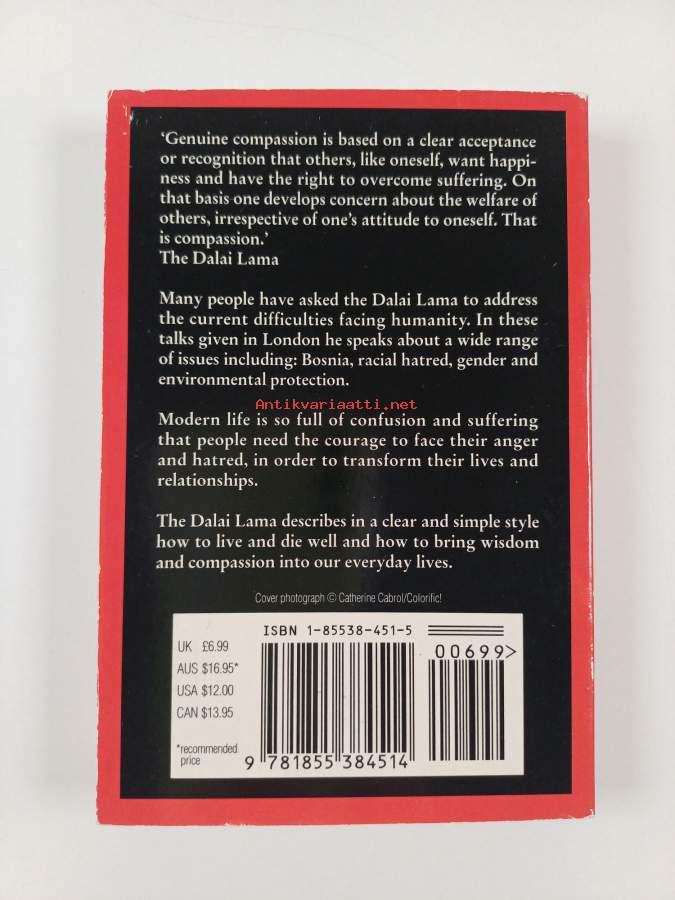 'Genuine compassion is based on a clear acceptance
or recognition that others, like oneself, want happi-
ness and have the right to overcome suffering. On
that basis one develops concern about the welfare of
others, irrespective of one's attitude to oneself. That
is compassion.'
The Dalai Lama
Many people have asked the Dalai Lama to address
the current difficulties facing humanity. In these
talks given in London he speaks about a wide range
of issues including: Bosnia, racial hatred, gender and
environmental protection.
Antikvariaatti.net
Modern life is so full of confusion and suffering
that people need the courage to face their anger
and hatred, in order to transform their lives and
relationships.
The Dalai Lama describes in a clear and simple style
how to live and die well and how to bring wisdom
and compassion into our everyday lives.
Cover photograph © Catherine Cabrol/Colorific!
UK £6.99
AUS $16.95*
USA $12.00
CAN $13.95
*recommended
price
ISBN 1-85538-451-5
00699>
9 781855 384514